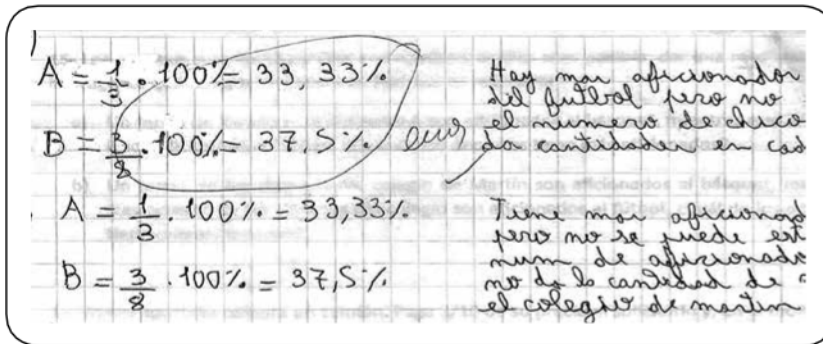 A = 1/3 . 100% = 33,33%
B = 3/8 . 100% = 37,5%
Hay mas aficionador
del futbol pero no
el número de chico
do cantidades en cad
A = 1/3 . 100% = 33,33%
B = 3/8 . 100% = 37,5%
Tiene mas aficionad
pero no se puede est
num de aficionado
no da la cantidad de
el colegio de martin